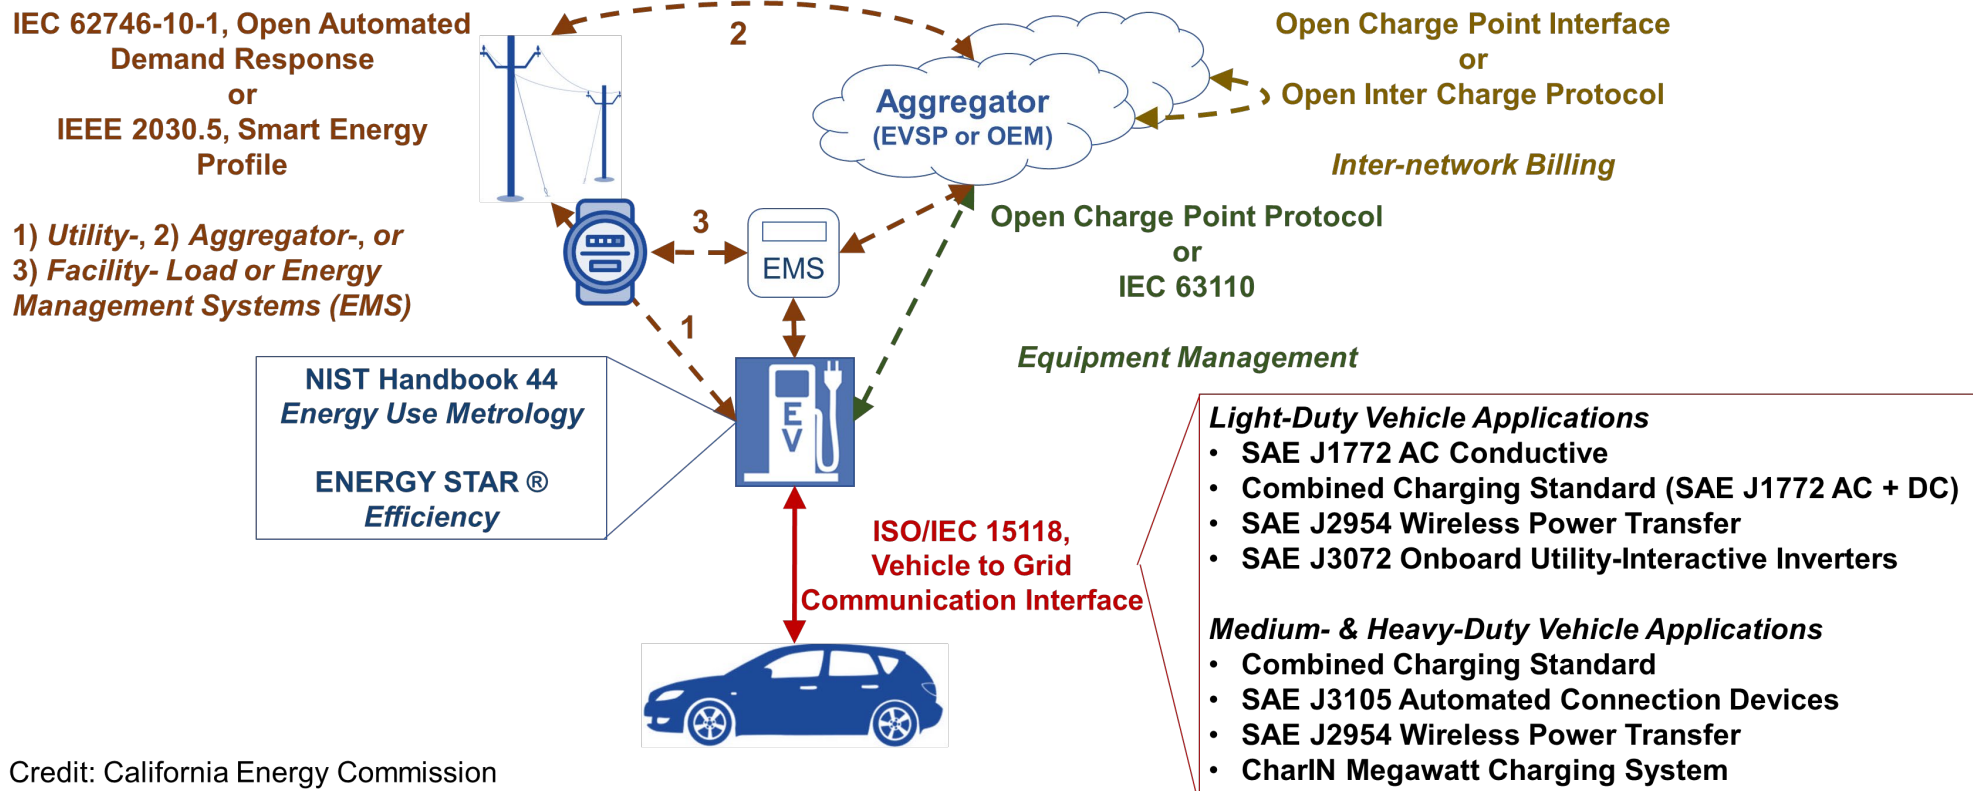 IEC 62746-10-1, Open Automated
Demand Response
or
IEEE 2030.5, Smart Energy
Profile
1) Utility-, 2) Aggregator-, or
3) Facility- Load or Energy
Management Systems (EMS)
2
Aggregator
(EVSP or OEM)
Open Charge Point Interface
or
Open Inter Charge Protocol
Inter-network Billing
3
EMS
1
Open Charge Point Protocol
or
IEC 63110
Equipment Management
NIST Handbook 44
Energy Use Metrology
ENERGY STAR ®
Efficiency
E
V
ISO/IEC 15118,
Vehicle to Grid
Communication Interface
Light-Duty Vehicle Applications
• SAE J1772 AC Conductive
• Combined Charging Standard (SAE J1772 AC + DC)
• SAE J2954 Wireless Power Transfer
• SAE J3072 Onboard Utility-Interactive Inverters
Medium- & Heavy-Duty Vehicle Applications
• Combined Charging Standard
• SAE J3105 Automated Connection Devices
• SAE J2954 Wireless Power Transfer
• CharIN Megawatt Charging System
Credit: California Energy Commission